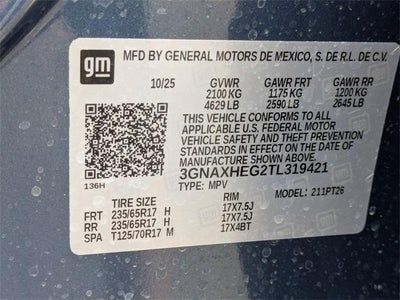 gm
MFD BY GENERAL MOTORS DE MEXICO, S. DE R.L. DE C.V.
10/25 GVWR GAWR FRT GAWR RR
2100 KG 1175 KG 1200 KG
4629 LB 2590 LB 2645 LB
THIS VEHICLE CONFORMS TO ALL
APPLICABLE U.S. FEDERAL MOTOR
VEHICLE SAFETY AND THEFT
PREVENTION STANDARDS IN EFFECT
ON THE DATE OF MANUFACTURE
SHOWN ABOVE.
3GNAXHEG2TL319421
136H
TYPE: MPV MODEL: 211PT26
TIRE SIZE RIM
FRT 235/65R17 H 17X7.5J
RR 235/65R17 H 17X7.5J
SPA T125/70R17 M 17X4BT